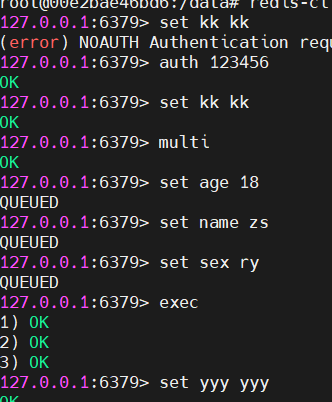 root@00e2bae46bd6:/data# redis-cl
127.0.0.1:6379> set kk kk
(error) NOAUTH Authentication requ
127.0.0.1:6379> auth 123456
OK
127.0.0.1:6379> set kk kk
OK
127.0.0.1:6379> multi
OK
127.0.0.1:6379> set age 18
QUEUED
127.0.0.1:6379> set name zs
QUEUED
127.0.0.1:6379> set sex ry
QUEUED
127.0.0.1:6379> exec
1) OK
2) OK
3) OK
127.0.0.1:6379> set yyy yyy
OK